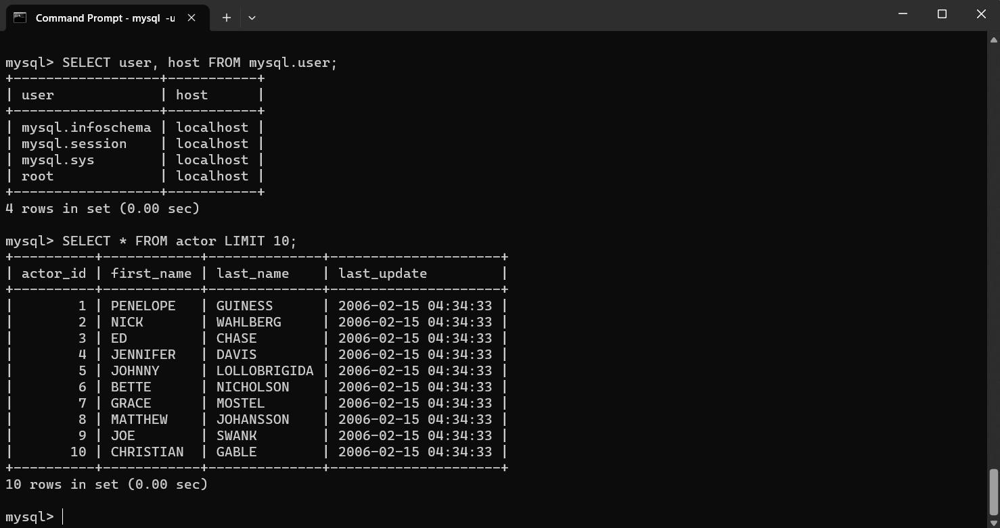 Command Prompt - mysql  -u
mysql> SELECT user, host FROM mysql.user;
+------------------+-----------+
| user             | host      |
+------------------+-----------+
| mysql.infoschema | localhost |
| mysql.session    | localhost |
| mysql.sys        | localhost |
| root             | localhost |
+------------------+-----------+
4 rows in set (0.00 sec)
mysql> SELECT * FROM actor LIMIT 10;
+----------+------------+--------------+---------------------+
| actor_id | first_name | last_name    | last_update         |
+----------+------------+--------------+---------------------+
|        1 | PENELOPE   | GUINESS      | 2006-02-15 04:34:33 |
|        2 | NICK       | WAHLBERG     | 2006-02-15 04:34:33 |
|        3 | ED         | CHASE        | 2006-02-15 04:34:33 |
|        4 | JENNIFER   | DAVIS        | 2006-02-15 04:34:33 |
|        5 | JOHNNY     | LOLLOBRIGIDA | 2006-02-15 04:34:33 |
|        6 | BETTE      | NICHOLSON    | 2006-02-15 04:34:33 |
|        7 | GRACE      | MOSTEL       | 2006-02-15 04:34:33 |
|        8 | MATTHEW    | JOHANSSON    | 2006-02-15 04:34:33 |
|        9 | JOE        | SWANK        | 2006-02-15 04:34:33 |
|       10 | CHRISTIAN  | GABLE        | 2006-02-15 04:34:33 |
+----------+------------+--------------+---------------------+
10 rows in set (0.00 sec)
mysql>